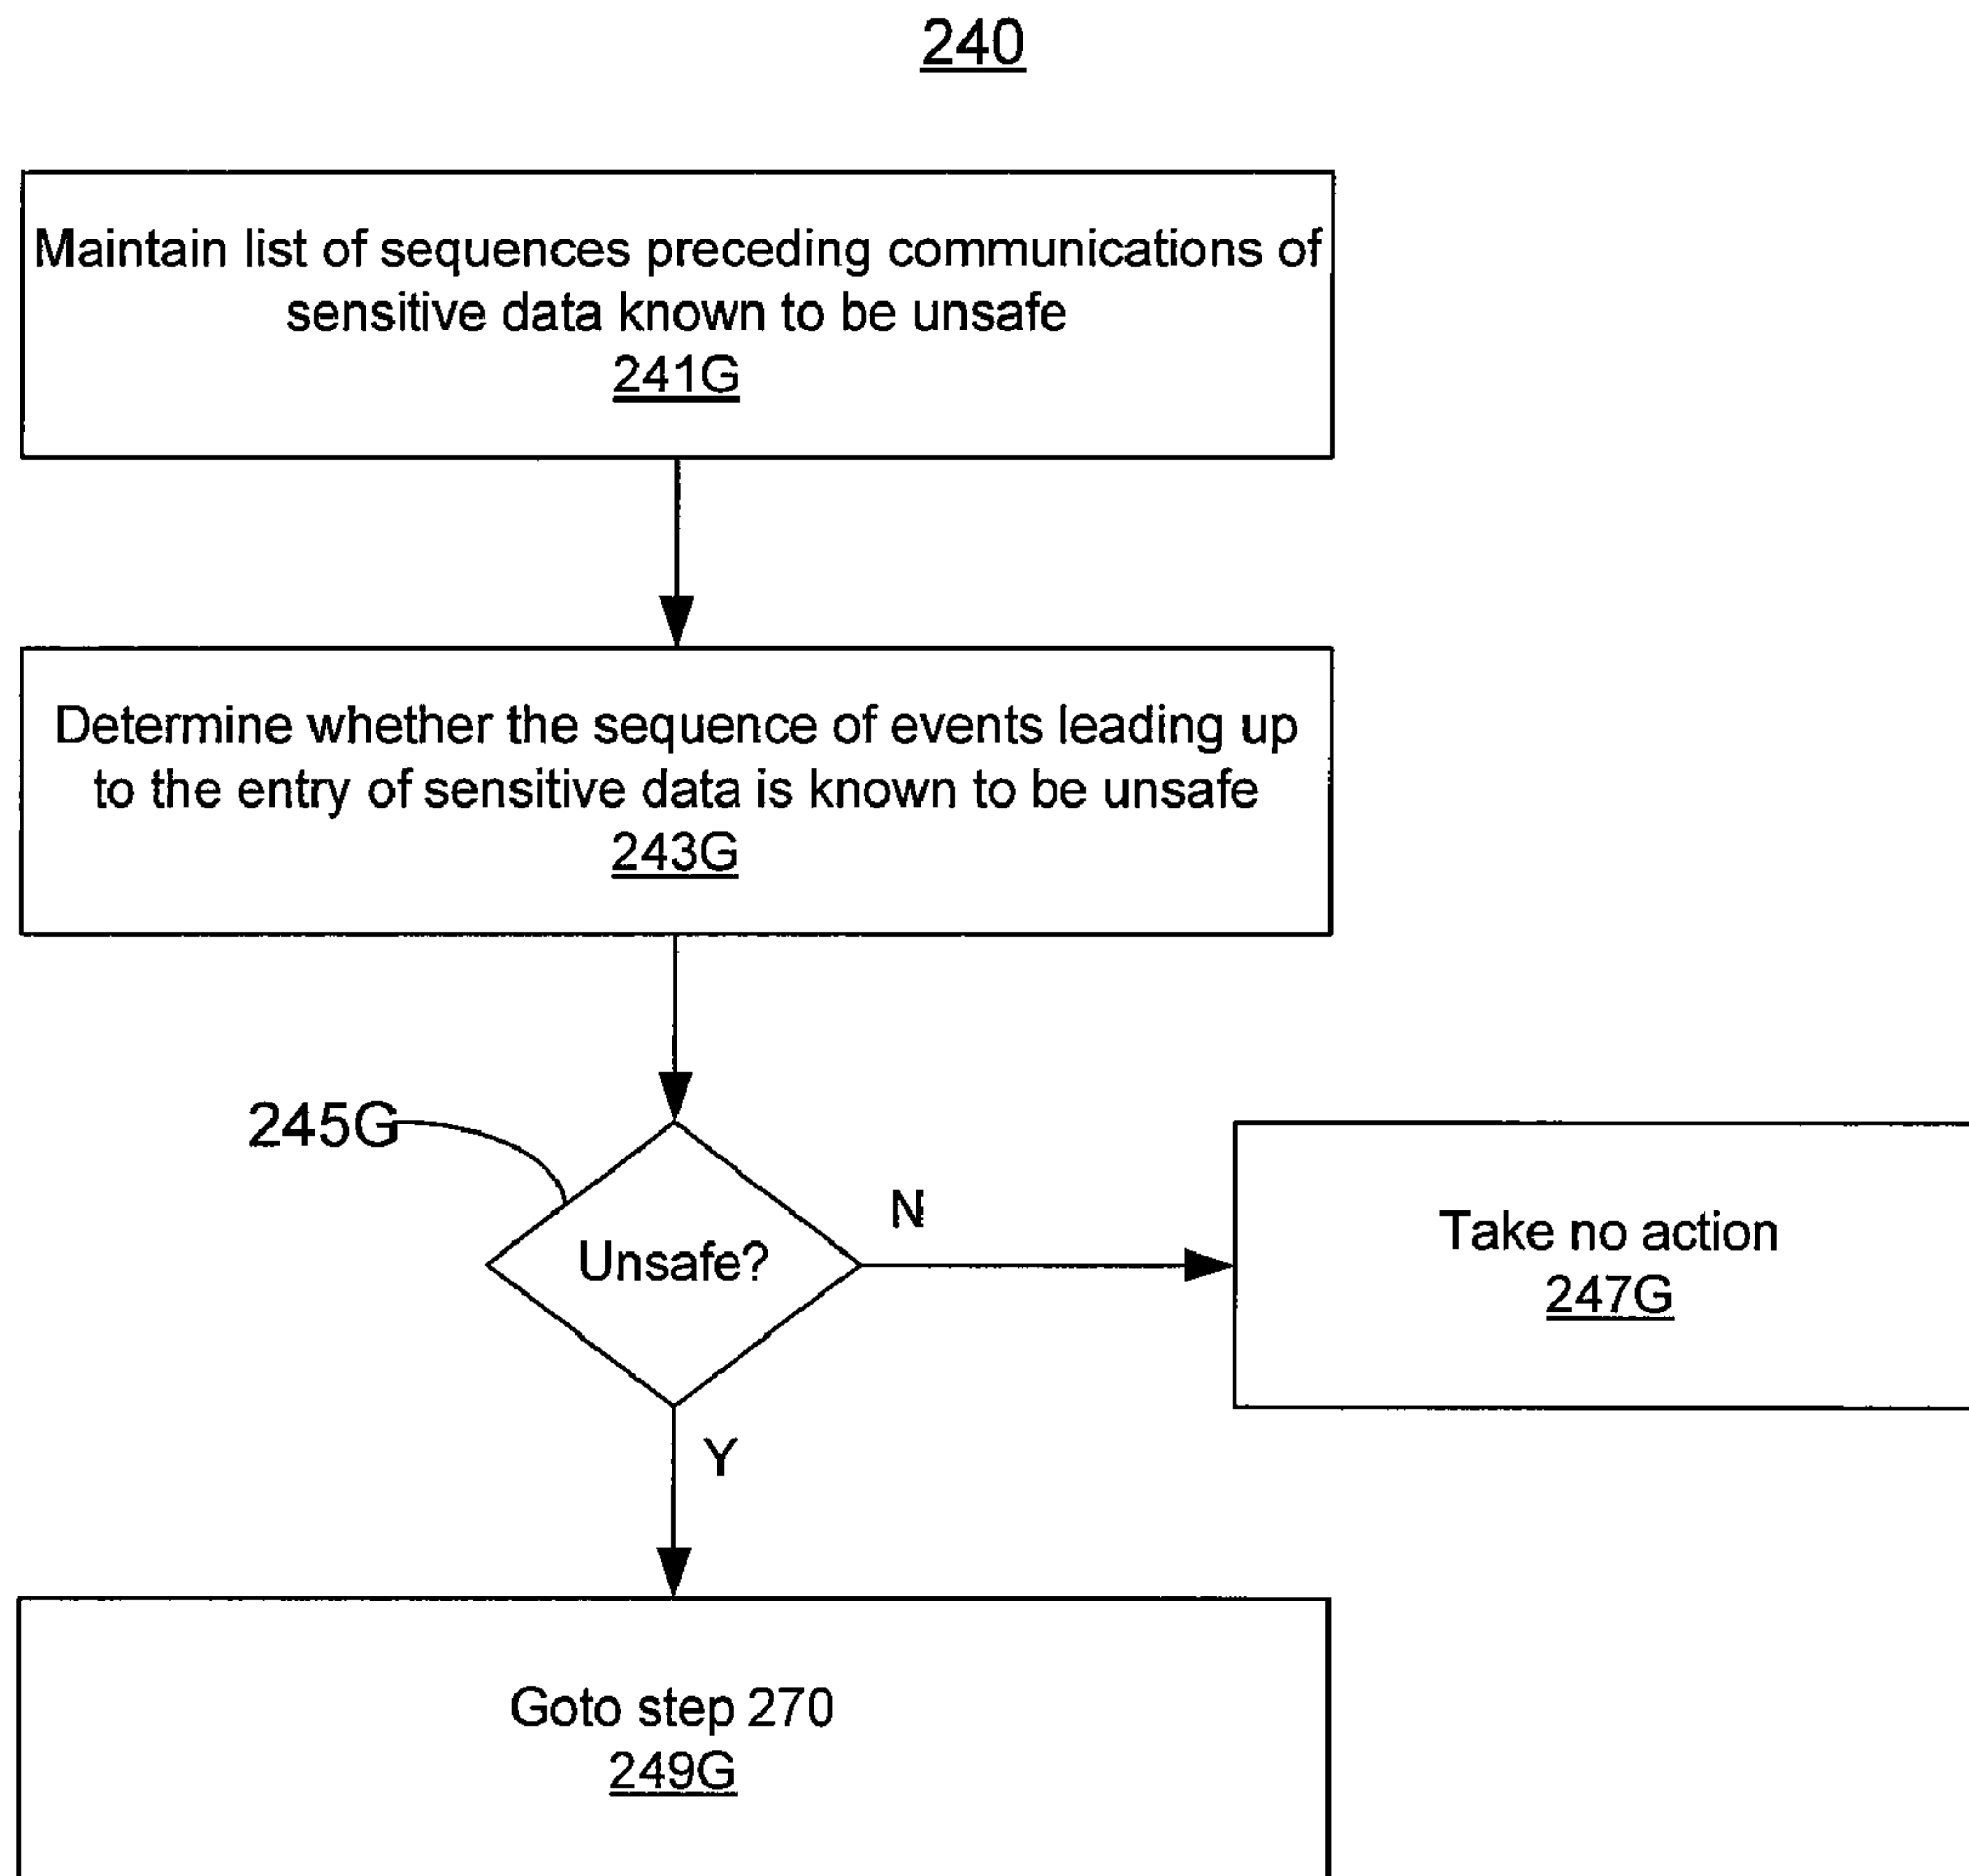 240
Maintain list of sequences preceding communications of
sensitive data known to be unsafe
241G
Determine whether the sequence of events leading up
to the entry of sensitive data is known to be unsafe
243G
245G
Unsafe?
N
Take no action
247G
Y
Goto step 270
249G